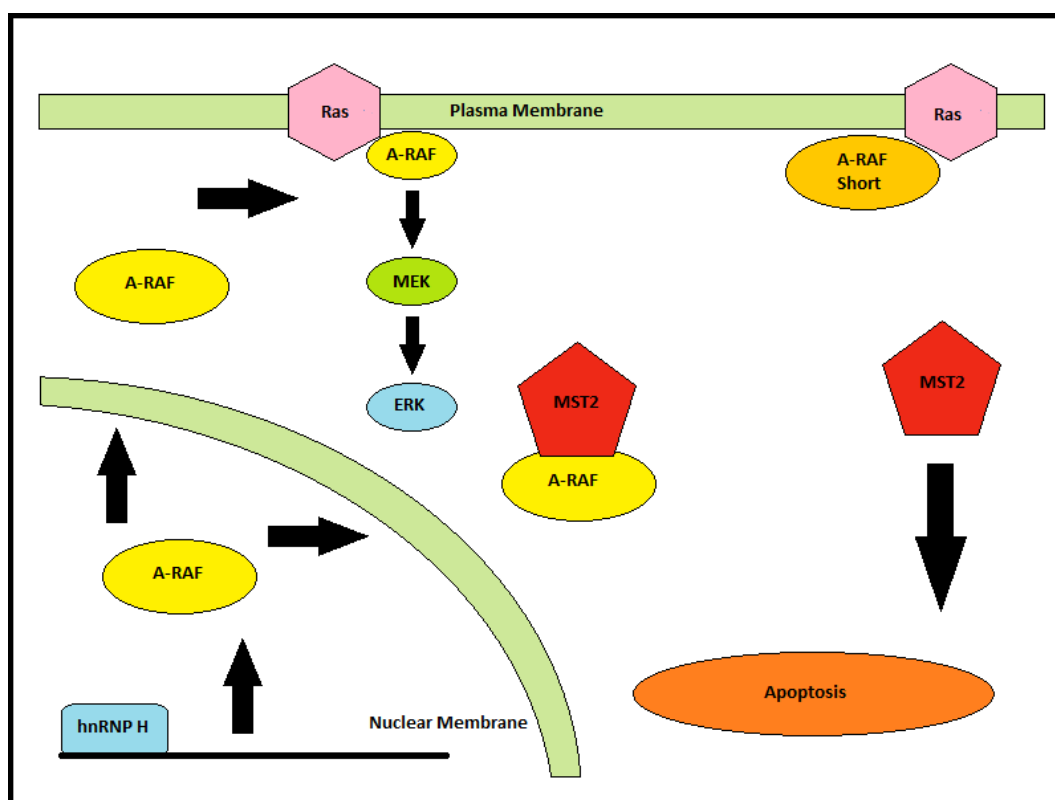 Ras
Plasma Membrane
Ras
A-RAF
A-RAF
Short
A-RAF
MEK
ERK
MST2
A-RAF
MST2
A-RAF
Apoptosis
hnRNP H
Nuclear Membrane